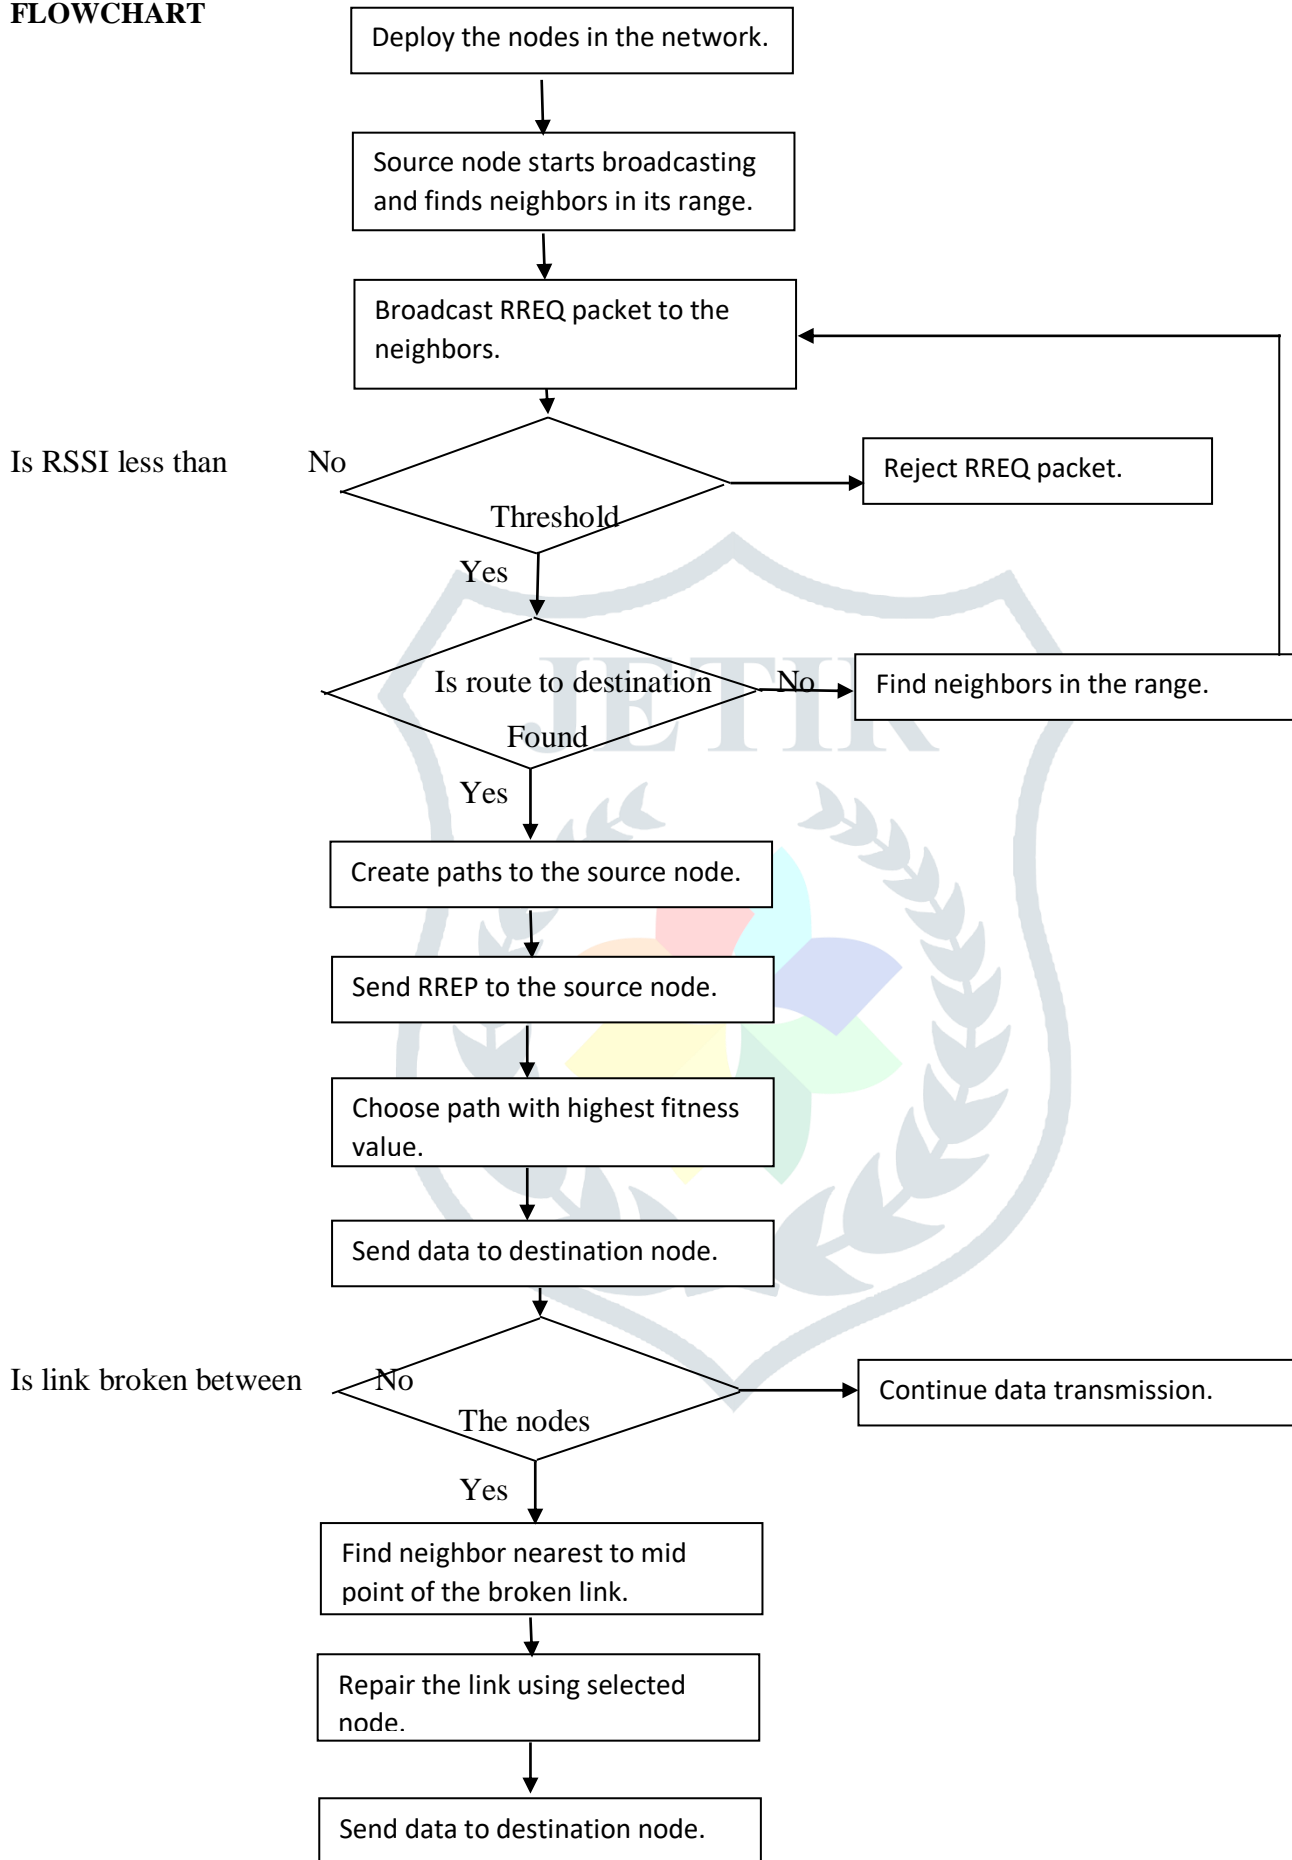 FLOWCHART
Deploy the nodes in the network.
Source node starts broadcasting
and finds neighbors in its range.
Broadcast RREQ packet to the
neighbors.
Is RSSI less than
No
Threshold
Reject RREQ packet.
Yes
Is route to destination
No
Found
Find neighbors in the range.
JETIR
Yes
Create paths to the source node.
Send RREP to the source node.
Choose path with highest fitness
value.
Send data to destination node.
Is link broken between
No
The nodes
Continue data transmission.
Yes
Find neighbor nearest to mid
point of the broken link.
Repair the link using selected
node.
Send data to destination node.